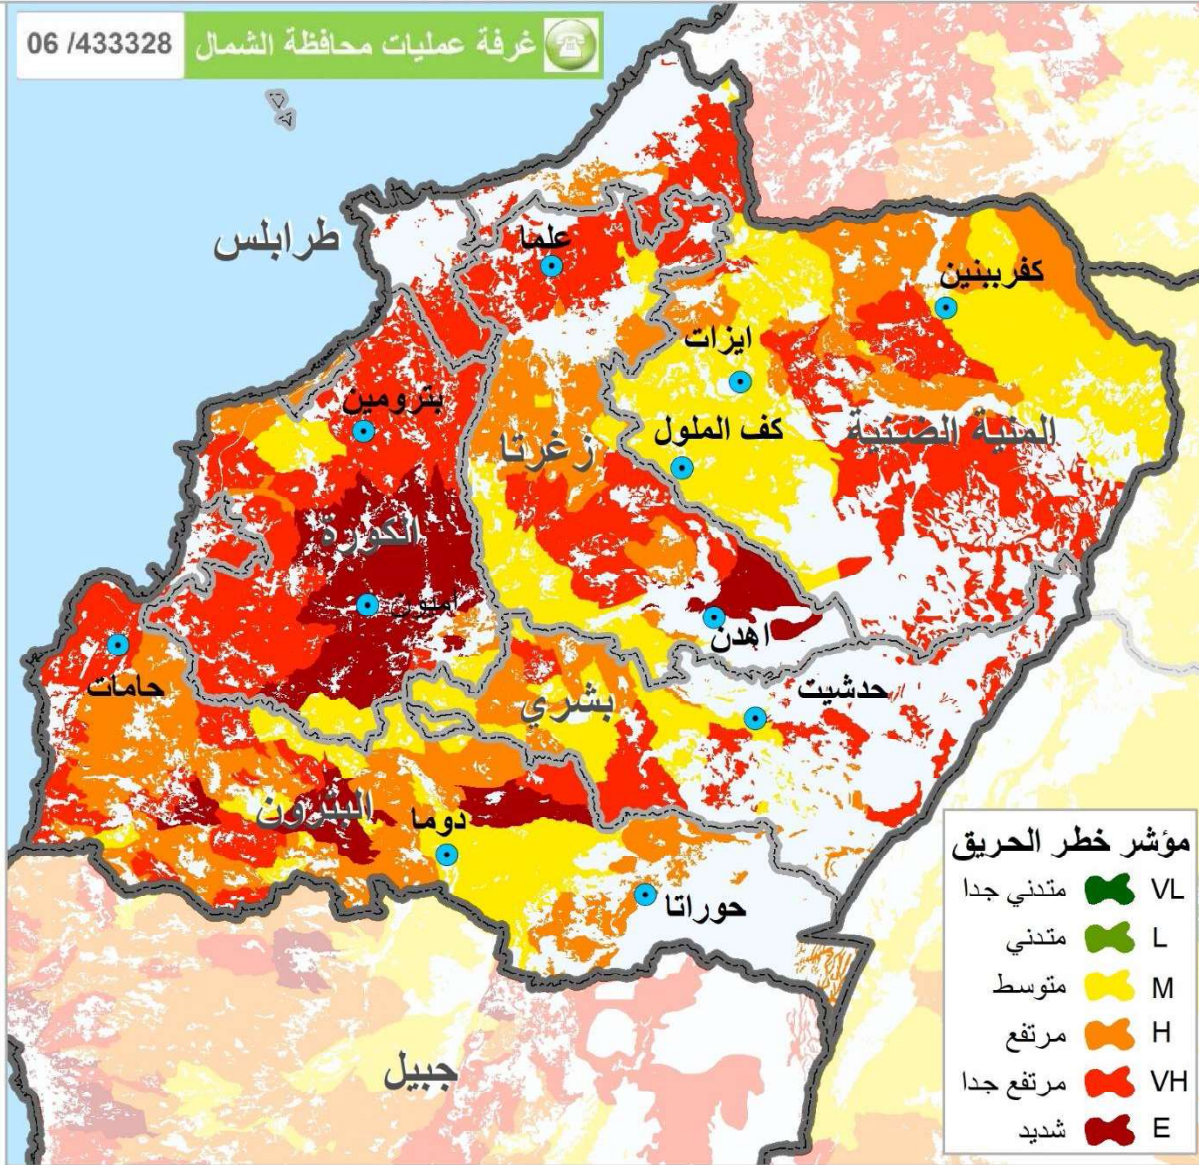 غرفة عمليات محافظة الشمال 06 /433328
طرابلس
علما
كفرببنين
ايزات
بترومين
كف الملول
زغرتا
المنية الضنية
الكورة
اميون
اهدن
حامات
حدشيت
بشري
البترون
دوما
حوراتا
جبيل
مؤشر خطر الحريق
VL متدني جدا
L متدني
M متوسط
H مرتفع
VH مرتفع جدا
E شديد